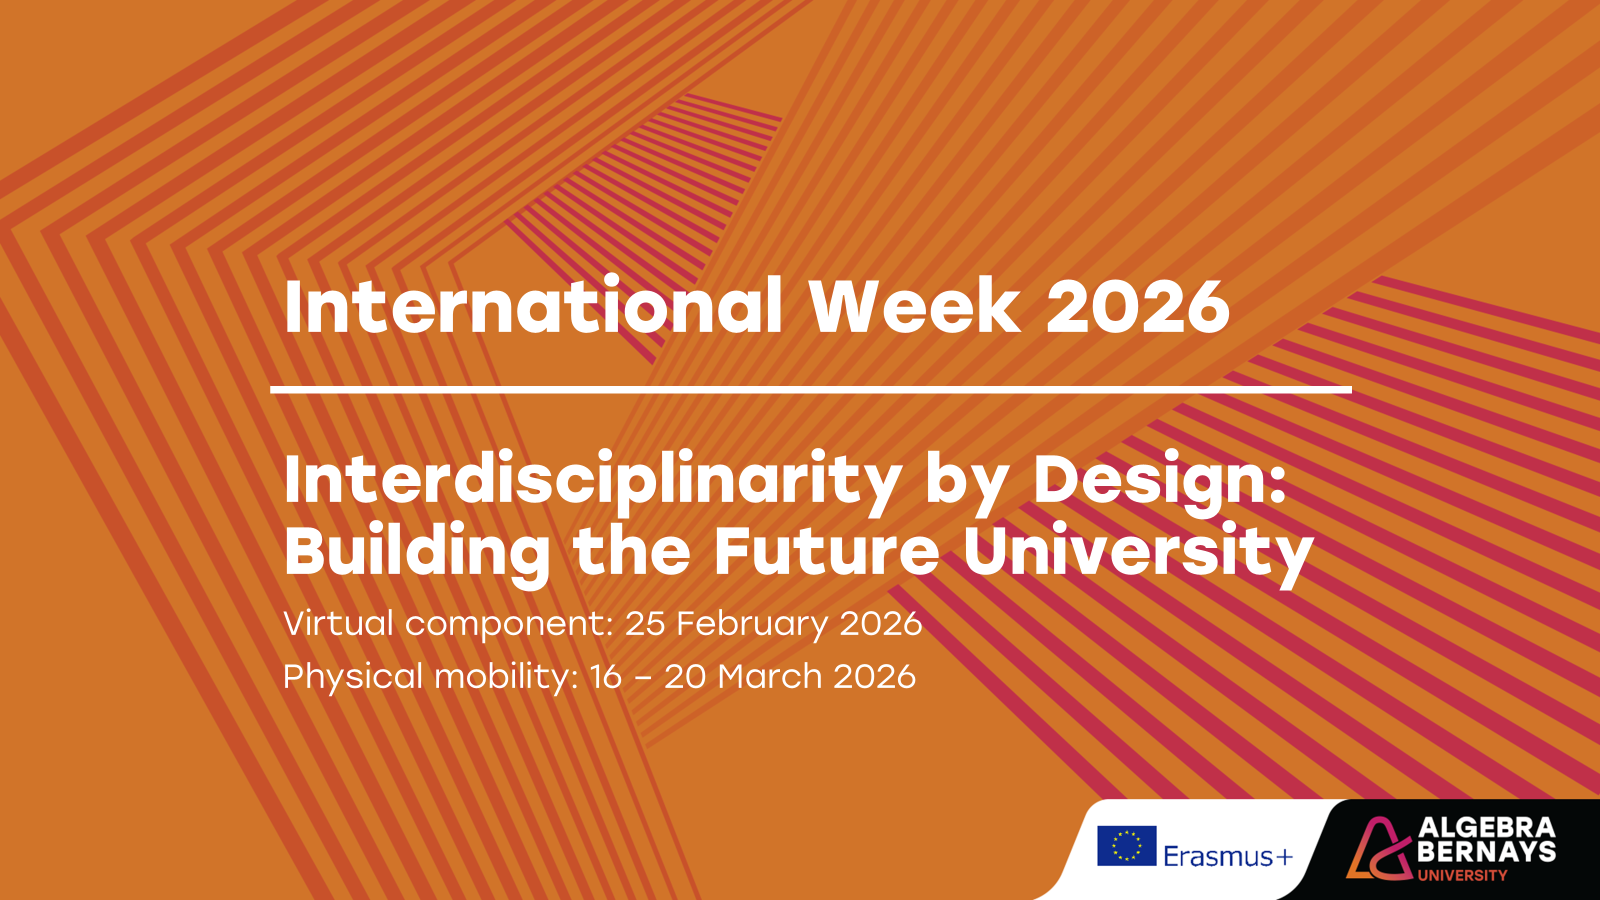 International Week 2026
Interdisciplinarity by Design:
Building the Future University
Virtual component: 25 February 2026
Physical mobility: 16 – 20 March 2026
Erasmus+
ALGEBRA
BERNAYS
UNIVERSITY